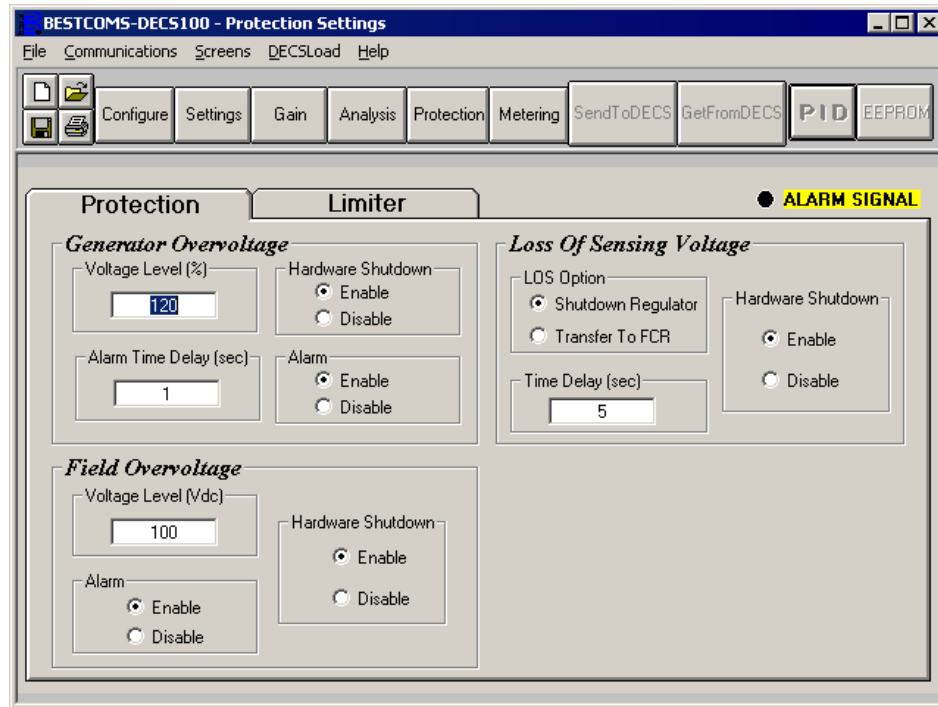 BESTCOMS-DECS100 - Protection Settings
File Communications Screens DECSLoad Help
Configure Settings Gain Analysis Protection Metering SendToDECS GetFromDECS PID EEPROM
Protection Limiter ALARM SIGNAL
Generator Overvoltage
Voltage Level (%)
120
Hardware Shutdown
Enable
Disable
Alarm Time Delay (sec)
1
Alarm
Enable
Disable
Loss Of Sensing Voltage
LOS Option
Shutdown Regulator
Transfer To FCR
Time Delay (sec)
5
Hardware Shutdown
Enable
Disable
Field Overvoltage
Voltage Level (Vdc)
100
Alarm
Enable
Disable
Hardware Shutdown
Enable
Disable